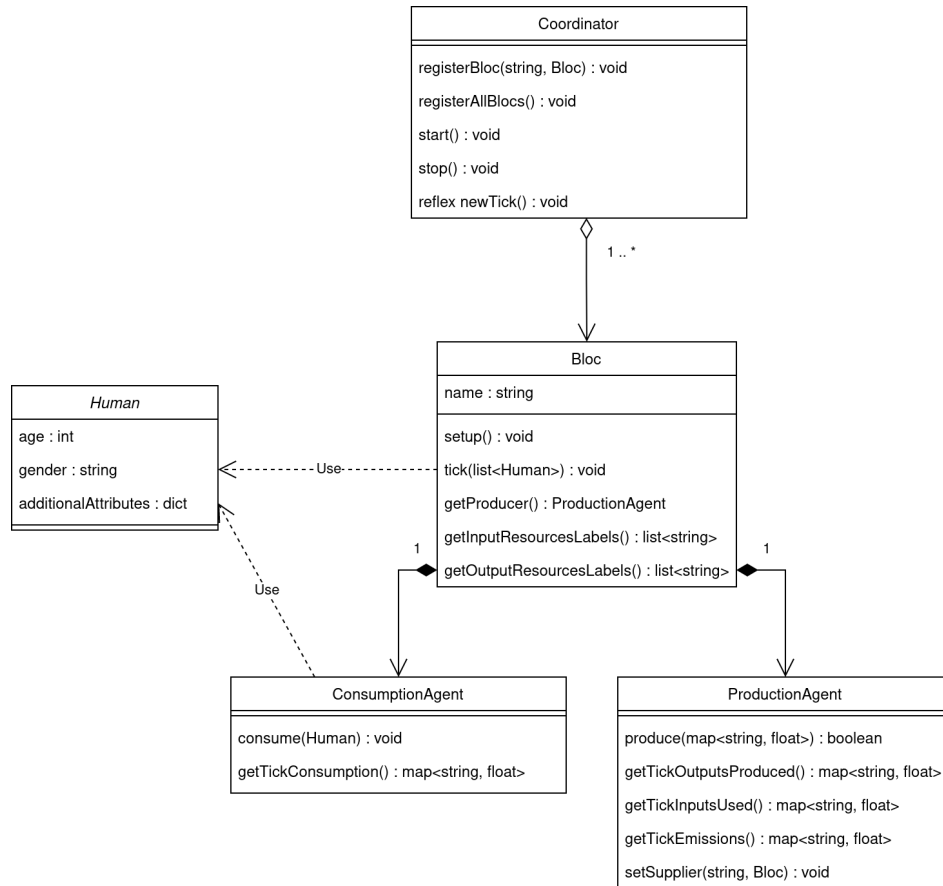 Coordinator
registerBloc(string, Bloc) : void
registerAllBlocs() : void
start() : void
stop() : void
reflex newTick() : void
1 .. *
Bloc
name : string
setup() : void
tick(list<Human>) : void
getProducer() : ProductionAgent
getInputResourcesLabels() : list<string>
getOutputResourcesLabels() : list<string>
Human
age : int
gender : string
additionalAttributes : dict
Use
Use
1
1
ConsumptionAgent
consume(Human) : void
getTickConsumption() : map<string, float>
ProductionAgent
produce(map<string, float>) : boolean
getTickOutputsProduced() : map<string, float>
getTickInputsUsed() : map<string, float>
getTickEmissions() : map<string, float>
setSupplier(string, Bloc) : void